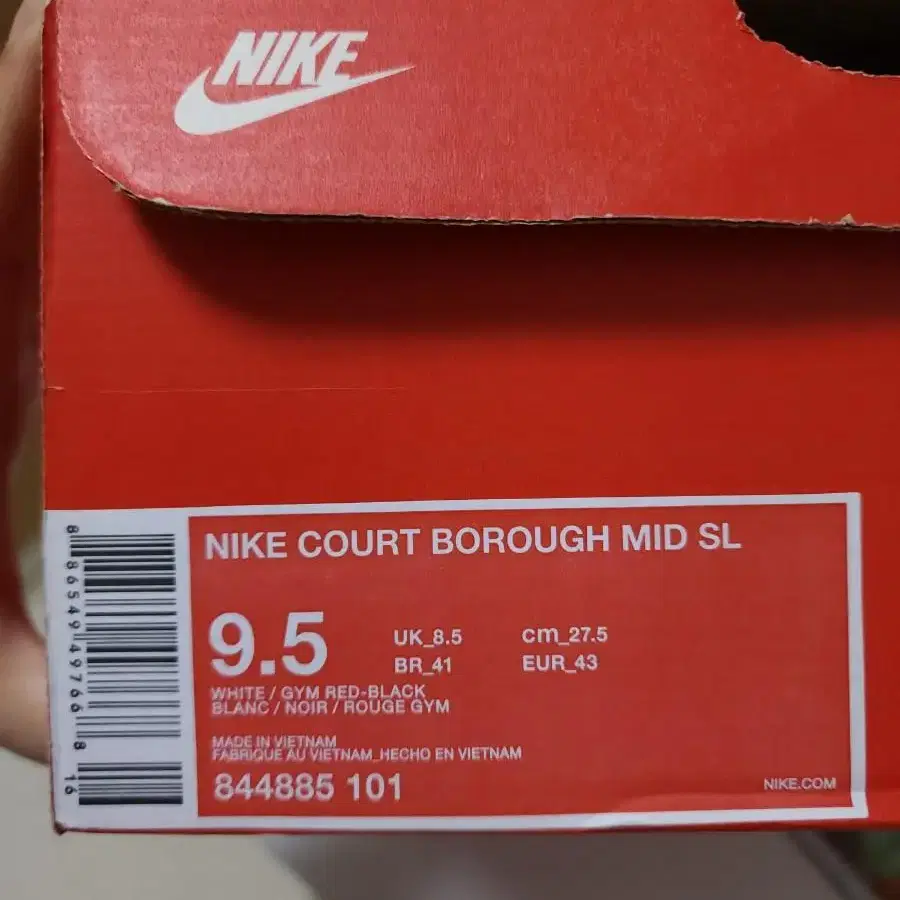 NIKE
NIKE COURT BOROUGH MID SL
9.5
UK_8.5 cm_27.5
BR_41 EUR_43
WHITE / GYM RED-BLACK
BLANC / NOIR / ROUGE GYM
MADE IN VIETNAM
FABRIQUE AU VIETNAM_HECHO EN VIETNAM
844885 101
NIKE.COM
8 86549 49766 8 16